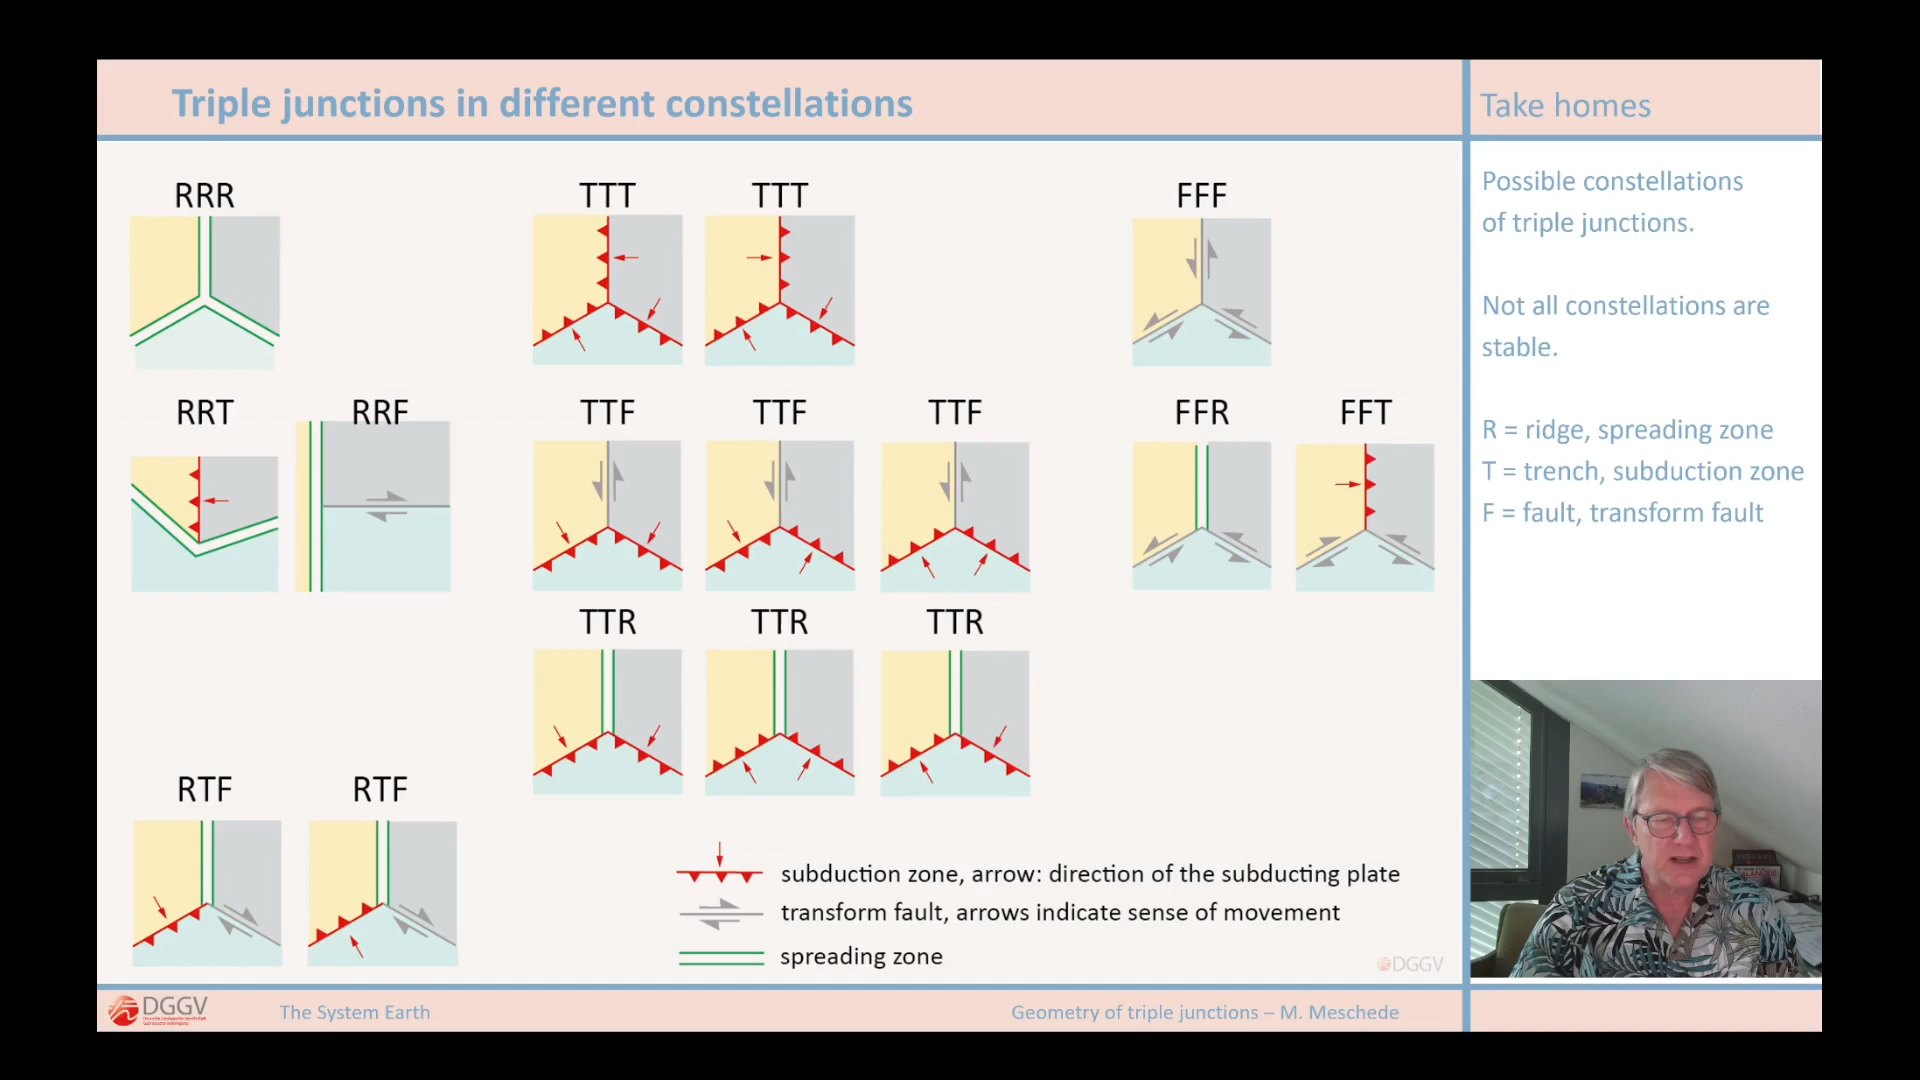 Triple junctions in different constellations
Take homes
RRR
TTT
TTT
FFF
RRT
RRF
TTF
TTF
TTF
FFR
FFT
TTR
TTR
TTR
RTF
RTF
subduction zone, arrow: direction of the subducting plate
transform fault, arrows indicate sense of movement
spreading zone
DGGV
Possible constellations
of triple junctions.
Not all constellations are
stable.
R = ridge, spreading zone
T = trench, subduction zone
F = fault, transform fault
DGGV
The System Earth
Geometry of triple junctions – M. Meschede